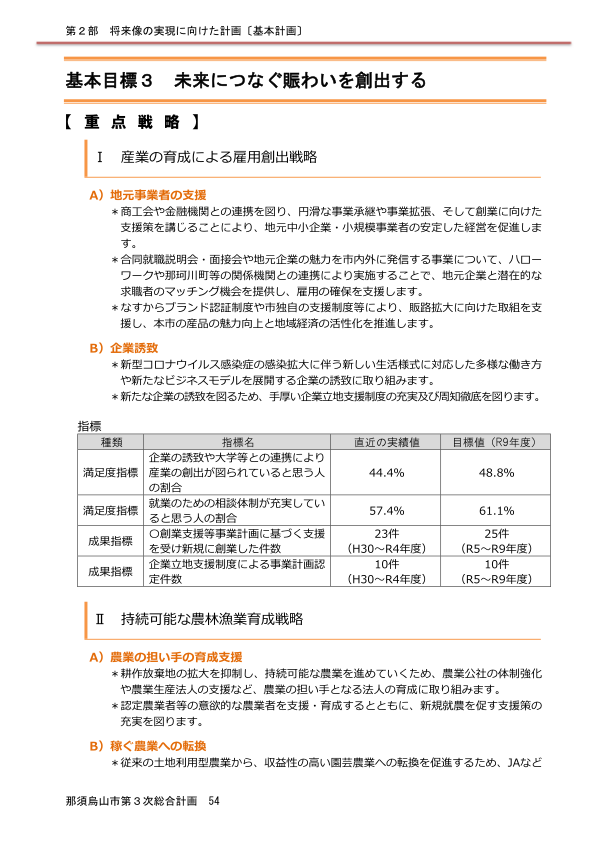 第２部　将来像の実現に向けた計画〔基本計画〕
基本目標３　未来につなぐ賑わいを創出する
【 重 点 戦 略 】
Ⅰ　産業の育成による雇用創出戦略
A）地元事業者の支援
＊商工会や金融機関との連携を図り、円滑な事業承継や事業拡張、そして創業に向けた
支援策を講じることにより、地元中小企業・小規模事業者の安定した経営を促進しま
す。
＊合同就職説明会・面接会や地元企業の魅力を市内外に発信する事業について、ハロー
ワークや那珂川町等の関係機関との連携により実施することで、地元企業と潜在的な
求職者のマッチング機会を提供し、雇用の確保を支援します。
＊なすからブランド認証制度や市独自の支援制度等により、販路拡大に向けた取組を支
援し、本市の産品の魅力向上と地域経済の活性化を推進します。
B）企業誘致
＊新型コロナウイルス感染症の感染拡大に伴う新しい生活様式に対応した多様な働き方
や新たなビジネスモデルを展開する企業の誘致に取り組みます。
＊新たな企業の誘致を図るため、手厚い企業立地支援制度の充実及び周知徹底を図ります。
指標
種類　指標名　直近の実績値　目標値（R9年度）
企業の誘致や大学等との連携により
満足度指標　産業の創出が図られていると思う人　44.4%　48.8%
の割合
満足度指標　就業のための相談体制が充実してい　57.4%　61.1%
ると思う人の割合
成果指標　〇創業支援等事業計画に基づく支援　23件　25件
を受け新規に創業した件数　（H30～R4年度）　（R5～R9年度）
成果指標　企業立地支援制度による事業計画認　10件　10件
定件数　（H30～R4年度）　（R5～R9年度）
Ⅱ　持続可能な農林漁業育成戦略
A）農業の担い手の育成支援
＊耕作放棄地の拡大を抑制し、持続可能な農業を進めていくため、農業公社の体制強化
や農業生産法人の支援など、農業の担い手となる法人の育成に取り組みます。
＊認定農業者等の意欲的な農業者を支援・育成するとともに、新規就農を促す支援策の
充実を図ります。
B）稼ぐ農業への転換
＊従来の土地利用型農業から、収益性の高い園芸農業への転換を促進するため、JAなど
那須烏山市第３次総合計画　54